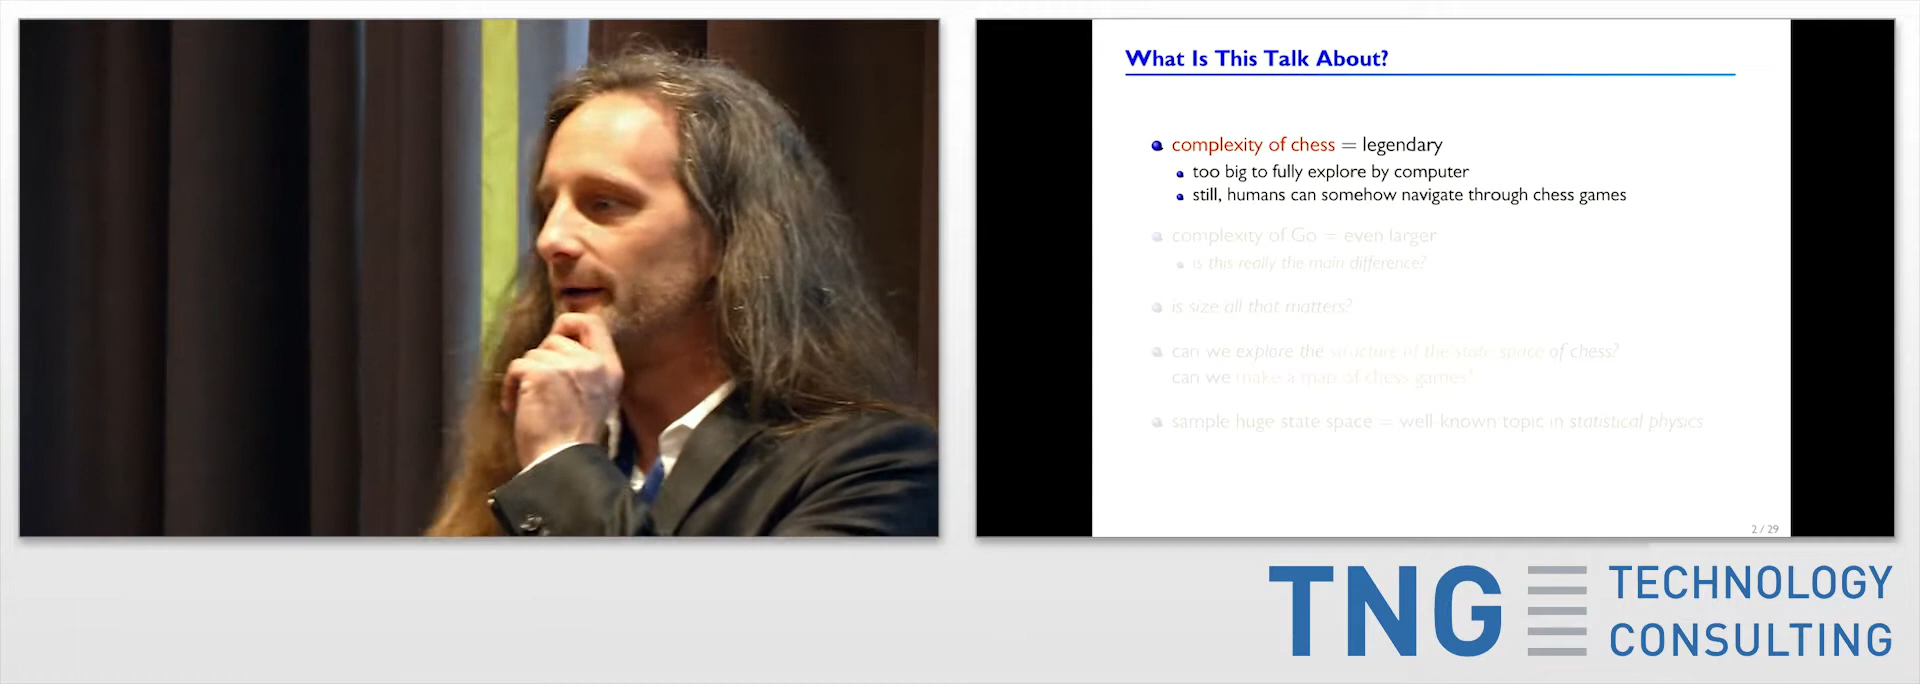 What Is This Talk About?
complexity of chess = legendary
too big to fully explore by computer
still, humans can somehow navigate through chess games
complexity of Go = even larger
is this really the main difference?
is size all that matters?
can we explore the structure of the state space of chess?
can we make a map of chess games?
sample huge state space = well-known topic in statistical physics
2 / 29
TNG TECHNOLOGY
CONSULTING